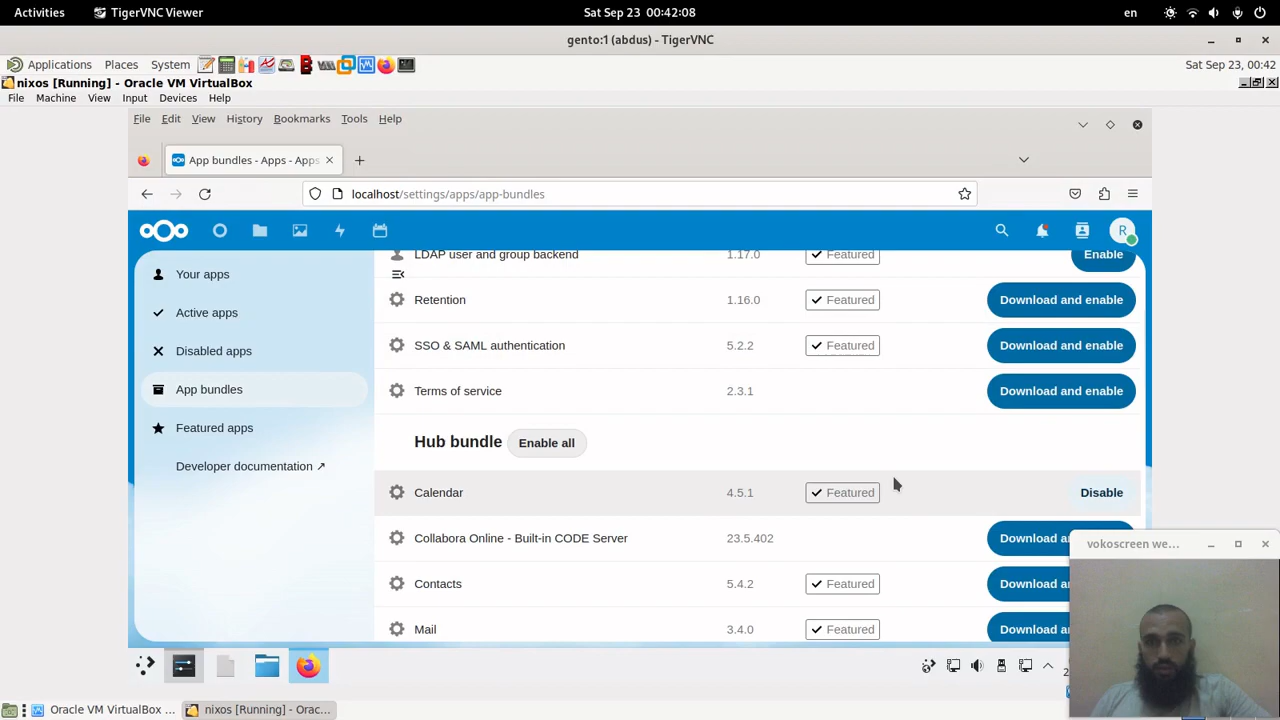 Activities TigerVNC Viewer Sat Sep 23 00:42:08 en
gento:1 (abdus) - TigerVNC
Applications Places System Sat Sep 23, 00:42
nixos [Running] - Oracle VM VirtualBox
File Machine View Input Devices Help
File Edit View History Bookmarks Tools Help
App bundles - Apps - Apps
localhost/settings/apps/app-bundles
R
Your apps
Active apps
Disabled apps
App bundles
Featured apps
Developer documentation ↗
LDAP user and group backend 1.17.0 Featured Enable
Retention 1.16.0 Featured Download and enable
SSO & SAML authentication 5.2.2 Featured Download and enable
Terms of service 2.3.1 Download and enable
Hub bundle Enable all
Calendar 4.5.1 Featured Disable
Collabora Online - Built-in CODE Server 23.5.402 Download
Contacts 5.4.2 Featured Download
Mail 3.4.0 Featured Download
vokoscreen we...
Oracle VM VirtualBox ... nixos [Running] - Orac...